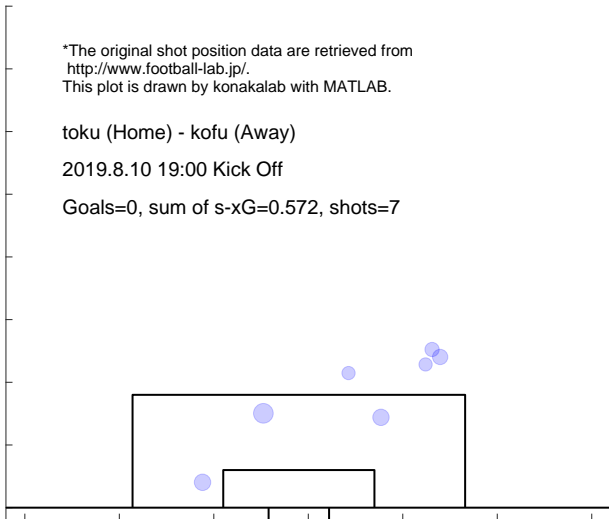 *The original shot position data are retrieved from
http://www.football-lab.jp/.
This plot is drawn by konakalab with MATLAB.
toku (Home) - kofu (Away)
2019.8.10 19:00 Kick Off
Goals=0, sum of s-xG=0.572, shots=7